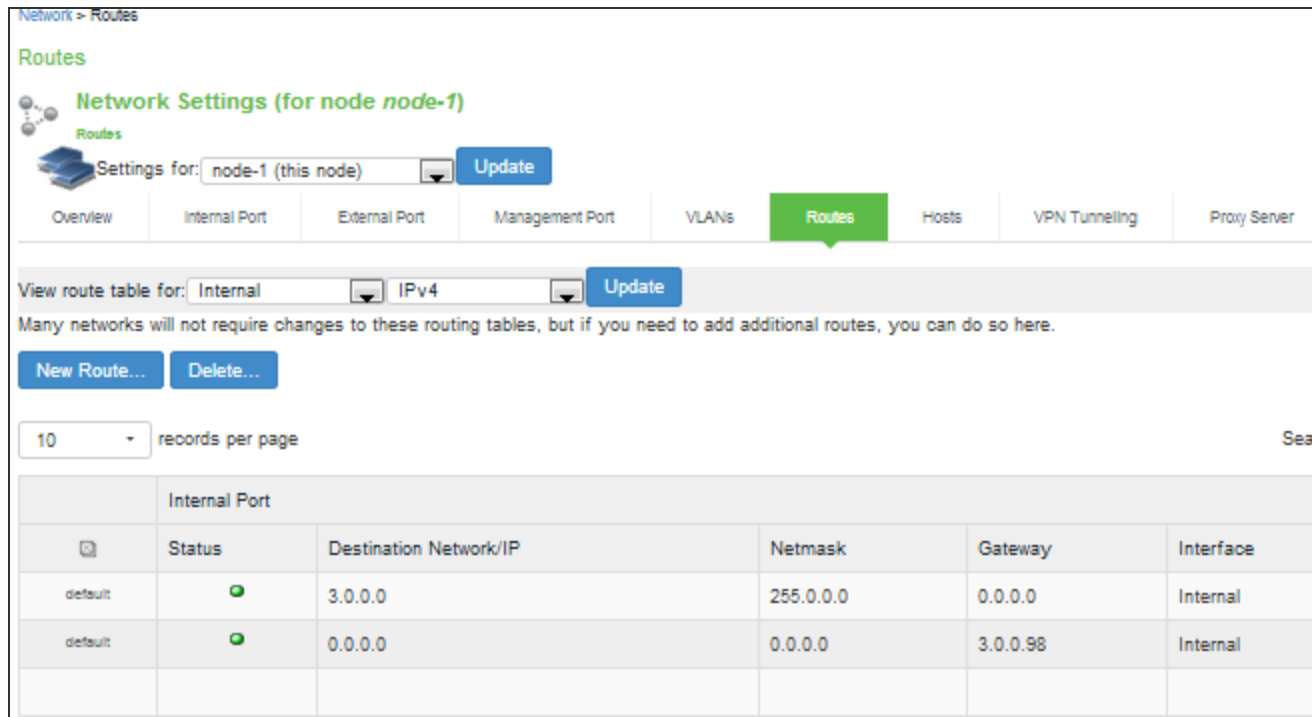 Network > Routes
Routes
Network Settings (for node node-1)
Routes
Settings for: node-1 (this node) Update
Overview Internal Port External Port Management Port VLANs Routes Hosts VPN Tunneling Proxy Server
View route table for: Internal IPv4 Update
Many networks will not require changes to these routing tables, but if you need to add additional routes, you can do so here.
New Route... Delete...
10 records per page Sea
Internal Port
Status Destination Network/IP Netmask Gateway Interface
default 3.0.0.0 255.0.0.0 0.0.0.0 Internal
default 0.0.0.0 0.0.0.0 3.0.0.98 Internal